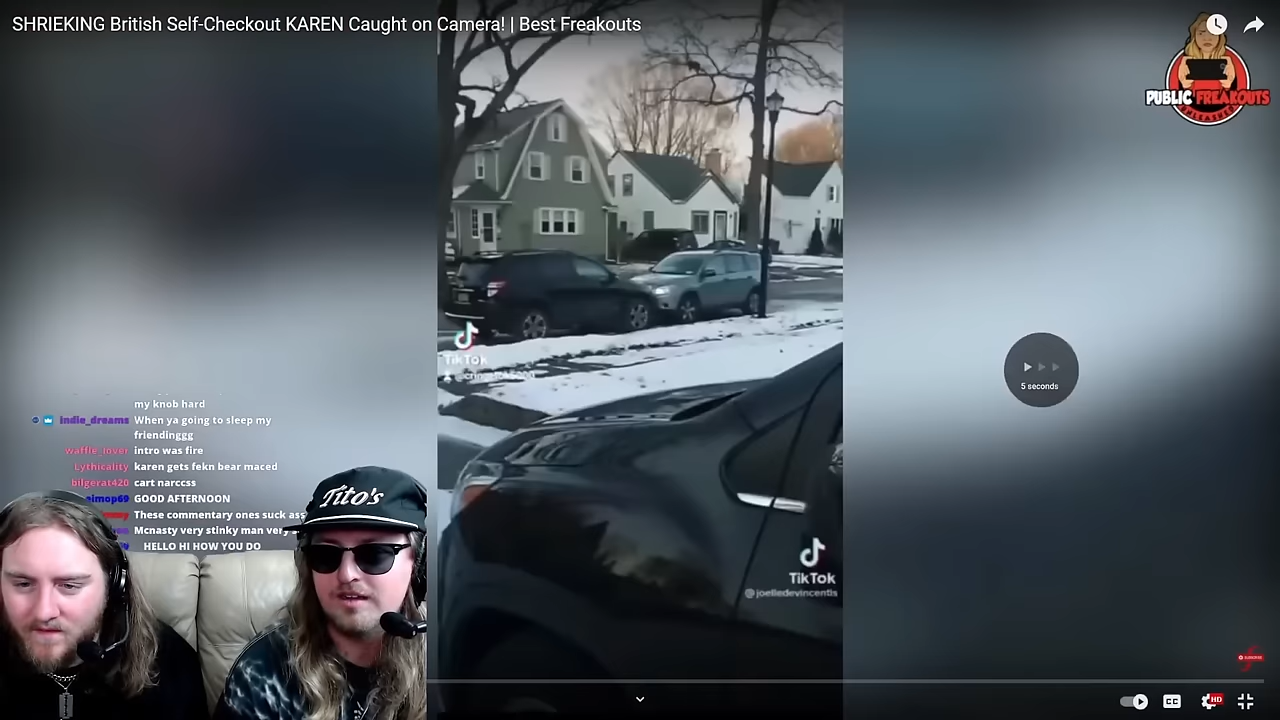 SHRIEKING British Self-Checkout KAREN Caught on Camera! | Best Freakouts
PUBLIC FREAKOUTS
TikTok
5 seconds
my knob hard
indie_dreams When ya going to sleep my
friendinggg
waffle_lover intro was fire
Lythicality karen gets fekn bear maced
bilgerat420 cart narccss
eimop69 GOOD AFTERNOON
These commentary ones suck ass
Mcnasty very stinky man very
HELLO HI HOW YOU DO
Tito's
TikTok
@joelledevincentis
CC
HD